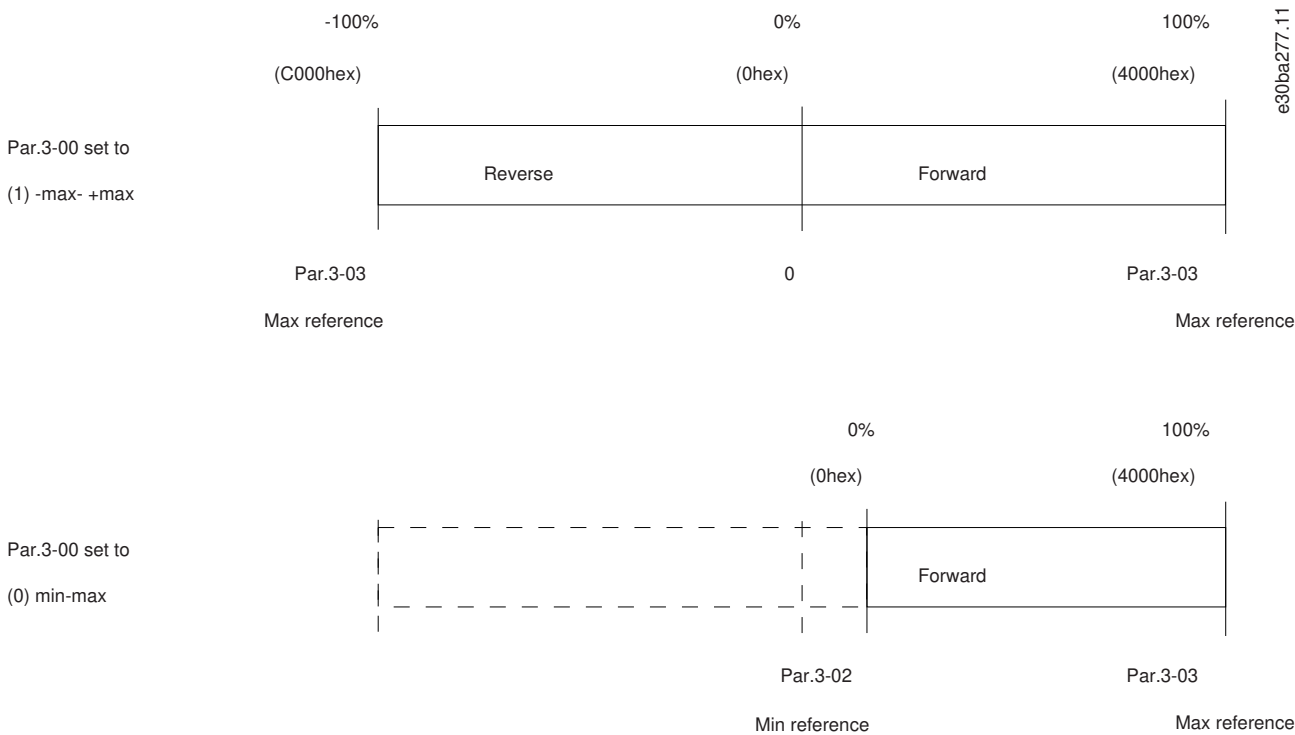 -100% 0% 100%
(C000hex) (0hex) (4000hex)
e30ba277.11
Par.3-00 set to
(1) -max- +max
Reverse Forward
Par.3-03 0 Par.3-03
Max reference Max reference
0% 100%
(0hex) (4000hex)
Par.3-00 set to
(0) min-max
Forward
Par.3-02 Par.3-03
Min reference Max reference